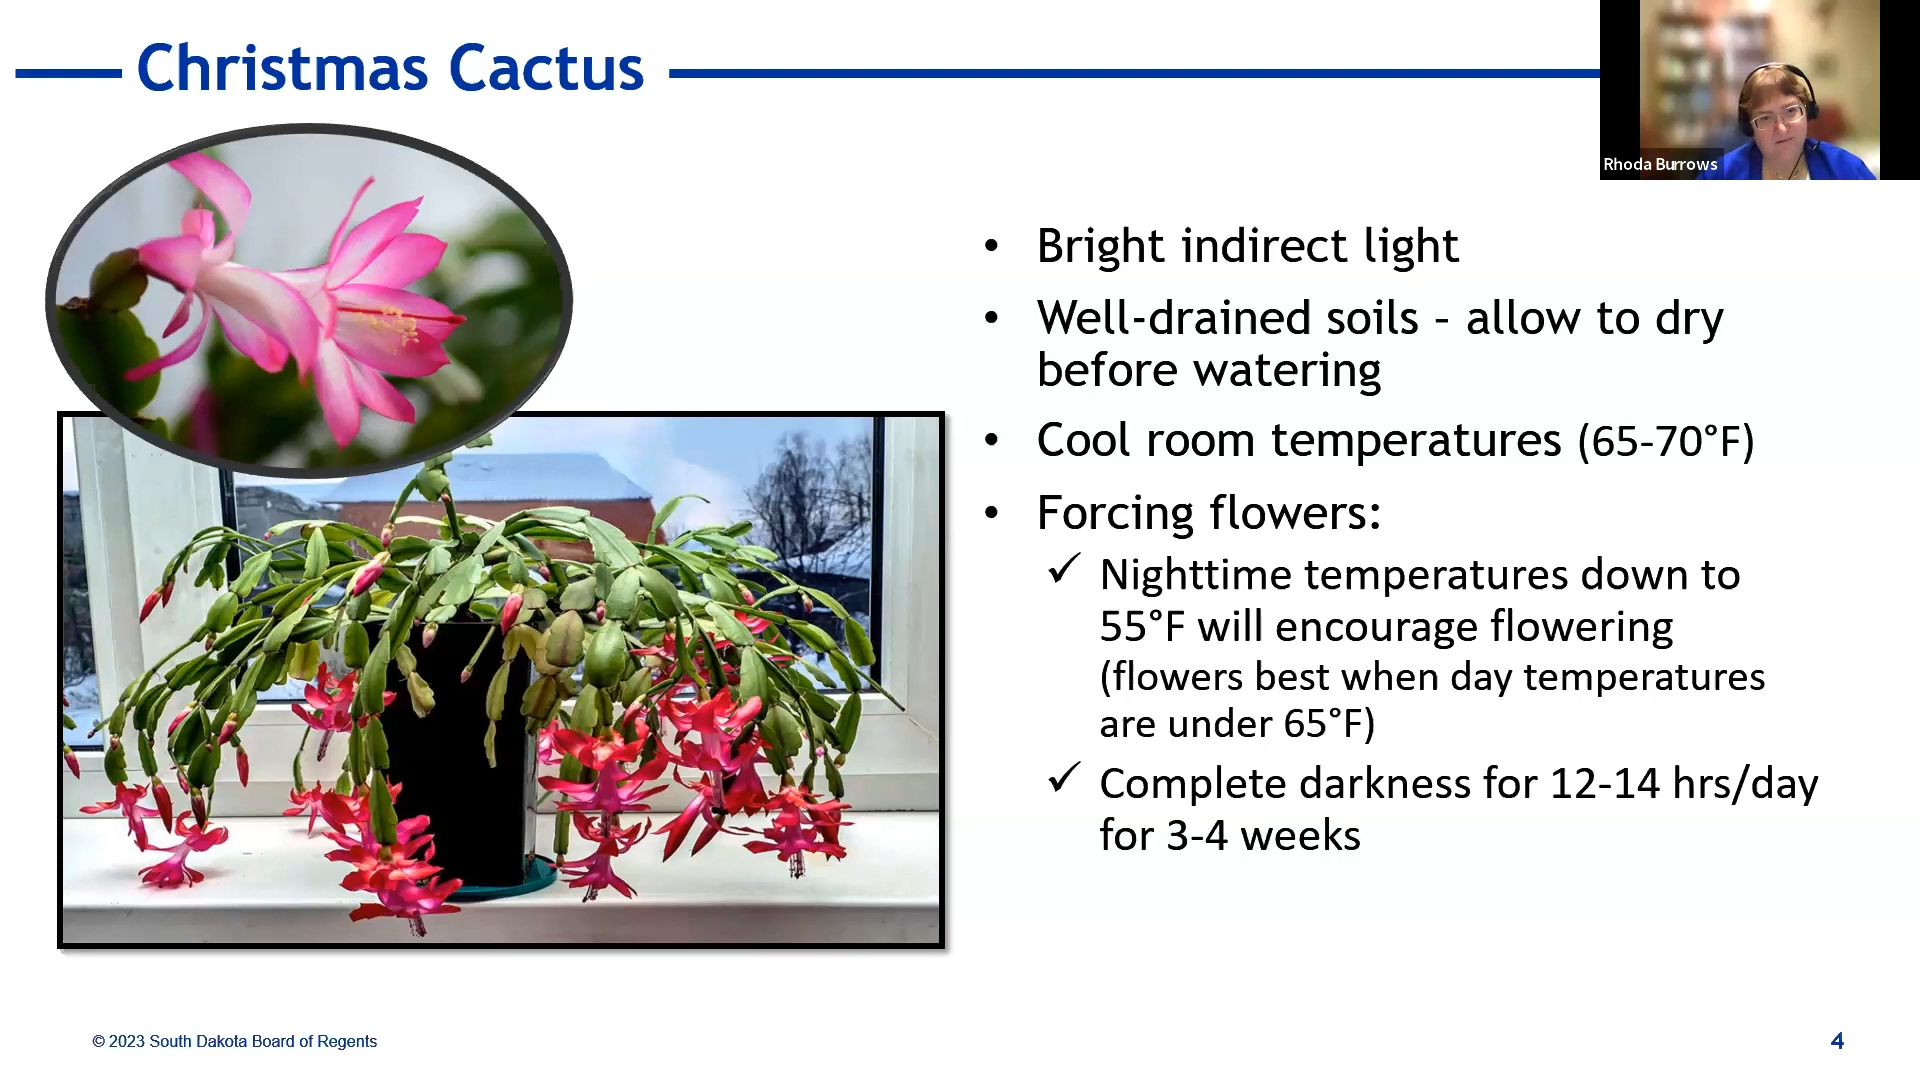 Christmas Cactus
Rhoda Burrows
• Bright indirect light
• Well-drained soils – allow to dry
before watering
• Cool room temperatures (65-70°F)
• Forcing flowers:
✓ Nighttime temperatures down to
55°F will encourage flowering
(flowers best when day temperatures
are under 65°F)
✓ Complete darkness for 12-14 hrs/day
for 3-4 weeks
© 2023 South Dakota Board of Regents
4